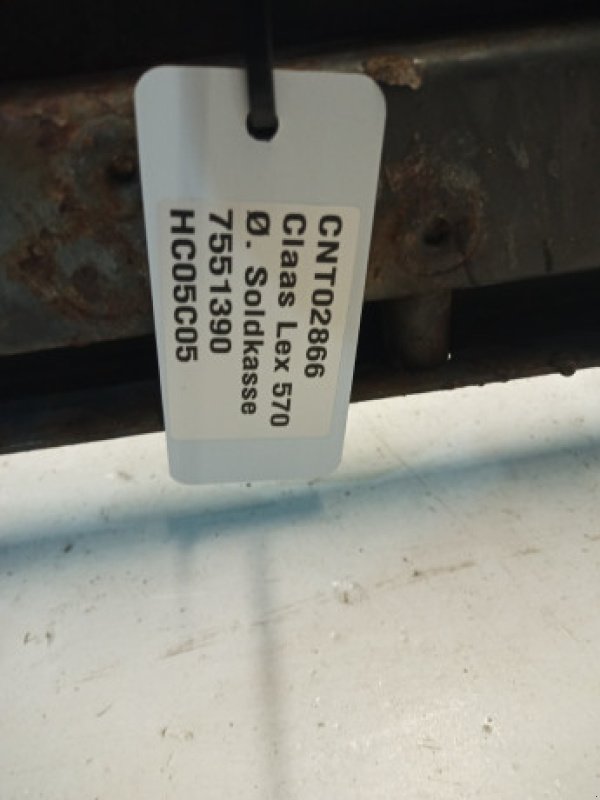 CNT02866
Claas Lex 570
Ø. Soldkasse
7551390
HC05C05